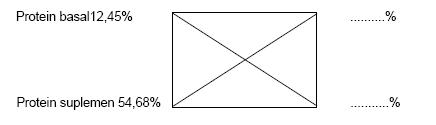 Protein basal12,45% ..........%
Protein suplemen 54,68% ...........%